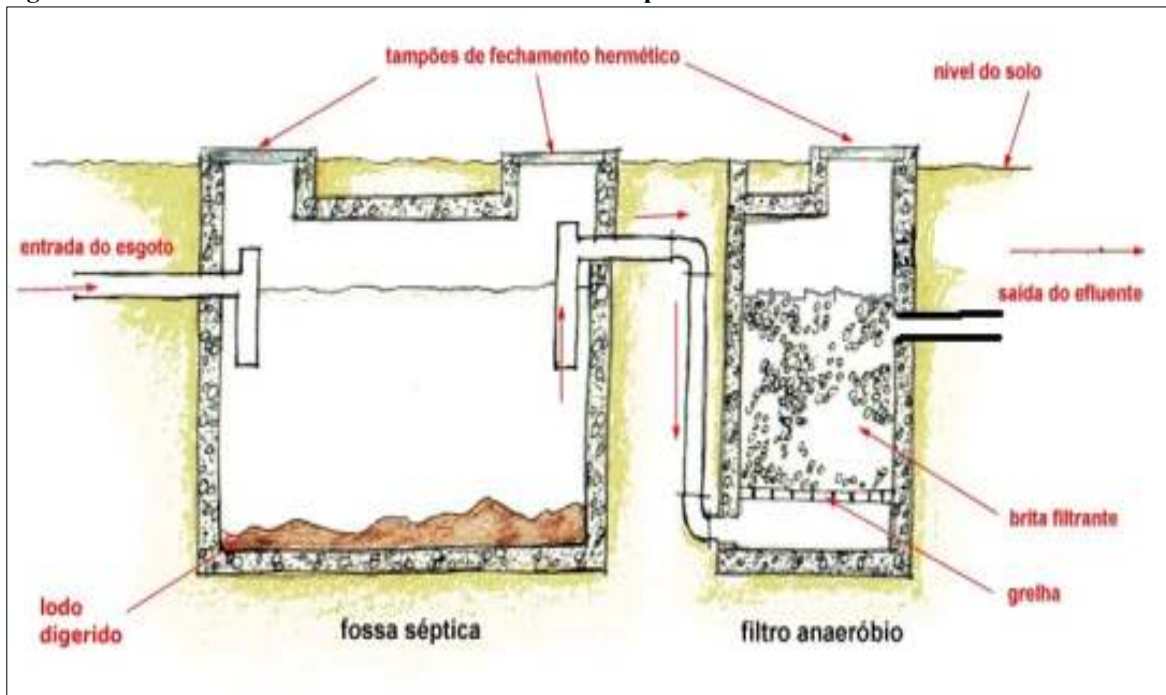 tampões de fechamento hermético
nível do solo
entrada do esgoto
saída do efluente
brita filtrante
grelha
lodo
digerido
fossa séptica
filtro anaeróbio